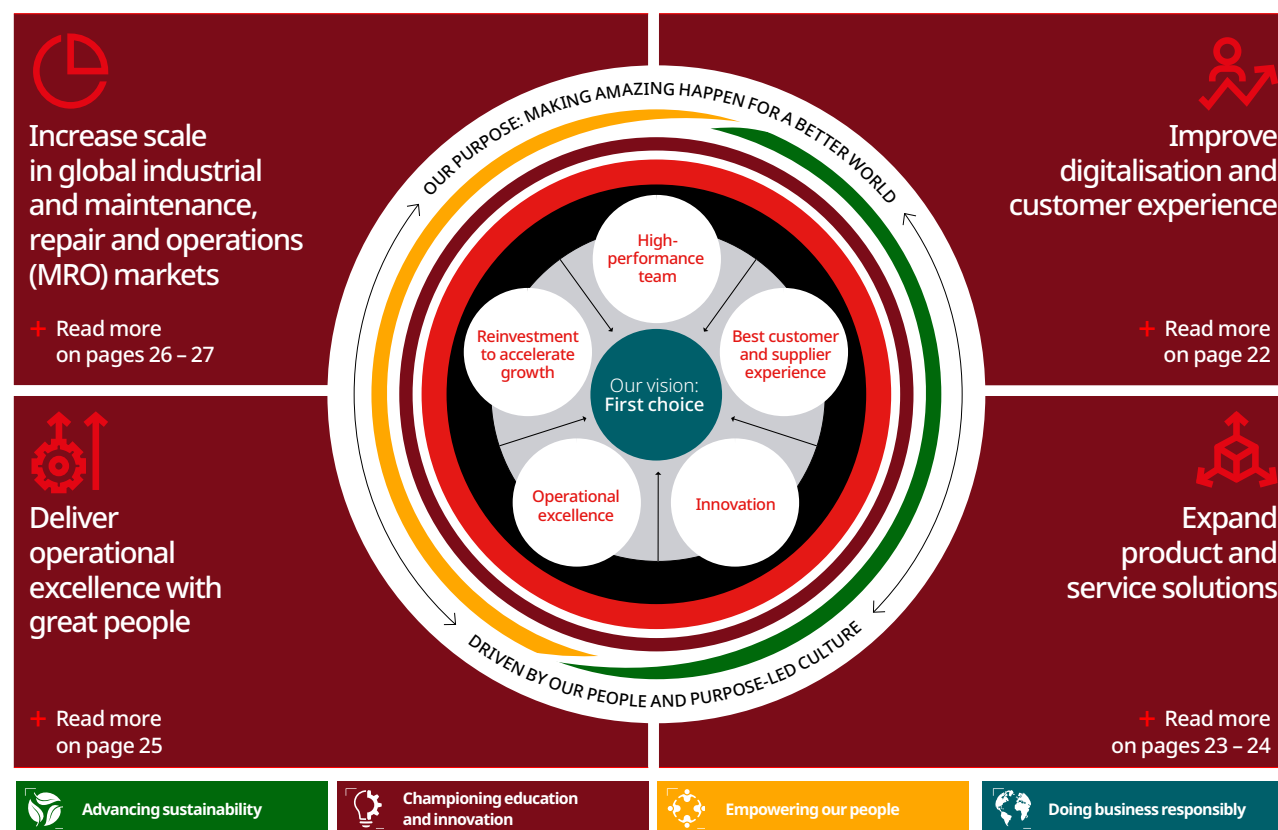 Increase scale
in global industrial
and maintenance,
repair and operations
(MRO) markets
+ Read more
on pages 26 – 27
Improve
digitalisation and
customer experience
+ Read more
on page 22
OUR PURPOSE: MAKING AMAZING HAPPEN FOR A BETTER WORLD
High-
performance
team
Reinvestment
to accelerate
growth
Best customer
and supplier
experience
Our vision:
First choice
Operational
excellence
Innovation
DRIVEN BY OUR PEOPLE AND PURPOSE-LED CULTURE
Deliver
operational
excellence with
great people
+ Read more
on page 25
Expand
product and
service solutions
+ Read more
on pages 23 – 24
Advancing sustainability
Championing education
and innovation
Empowering our people
Doing business responsibly